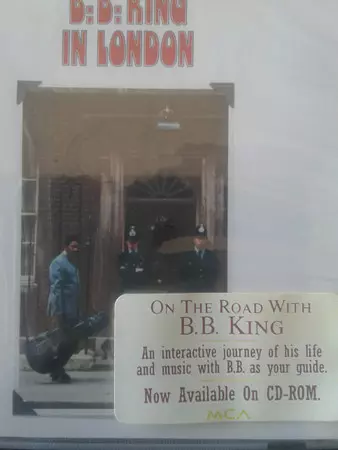 B.B. KING
IN LONDON
ON THE ROAD WITH
B.B. KING
An interactive journey of his life
and music with B.B. as your guide.
Now Available On CD-ROM.
MCA